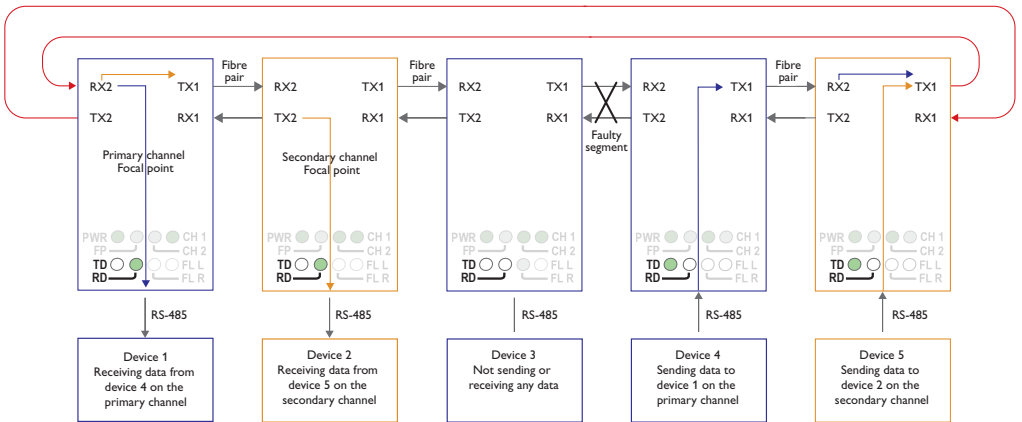 Fibre
pair
Fibre
pair
Fibre
pair
RX2 TX1
TX2 RX1
RX2 TX1
TX2 RX1
RX2 TX1
TX2 RX1
RX2 TX1
TX2 RX1
RX2 TX1
TX2 RX1
Faulty
segment
Primary channel
Focal point
Secondary channel
Focal point
PWR CH 1
FP CH 2
TD FL L
RD FL R
PWR CH 1
FP CH 2
TD FL L
RD FL R
PWR CH 1
FP CH 2
TD FL L
RD FL R
PWR CH 1
FP CH 2
TD FL L
RD FL R
PWR CH 1
FP CH 2
TD FL L
RD FL R
RS-485
RS-485
RS-485
RS-485
RS-485
Device 1
Receiving data from
device 4 on the
primary channel
Device 2
Receiving data from
device 5 on the
secondary channel
Device 3
Not sending or
receiving any data
Device 4
Sending data to
device 1 on the
primary channel
Device 5
Sending data to
device 2 on the
secondary channel